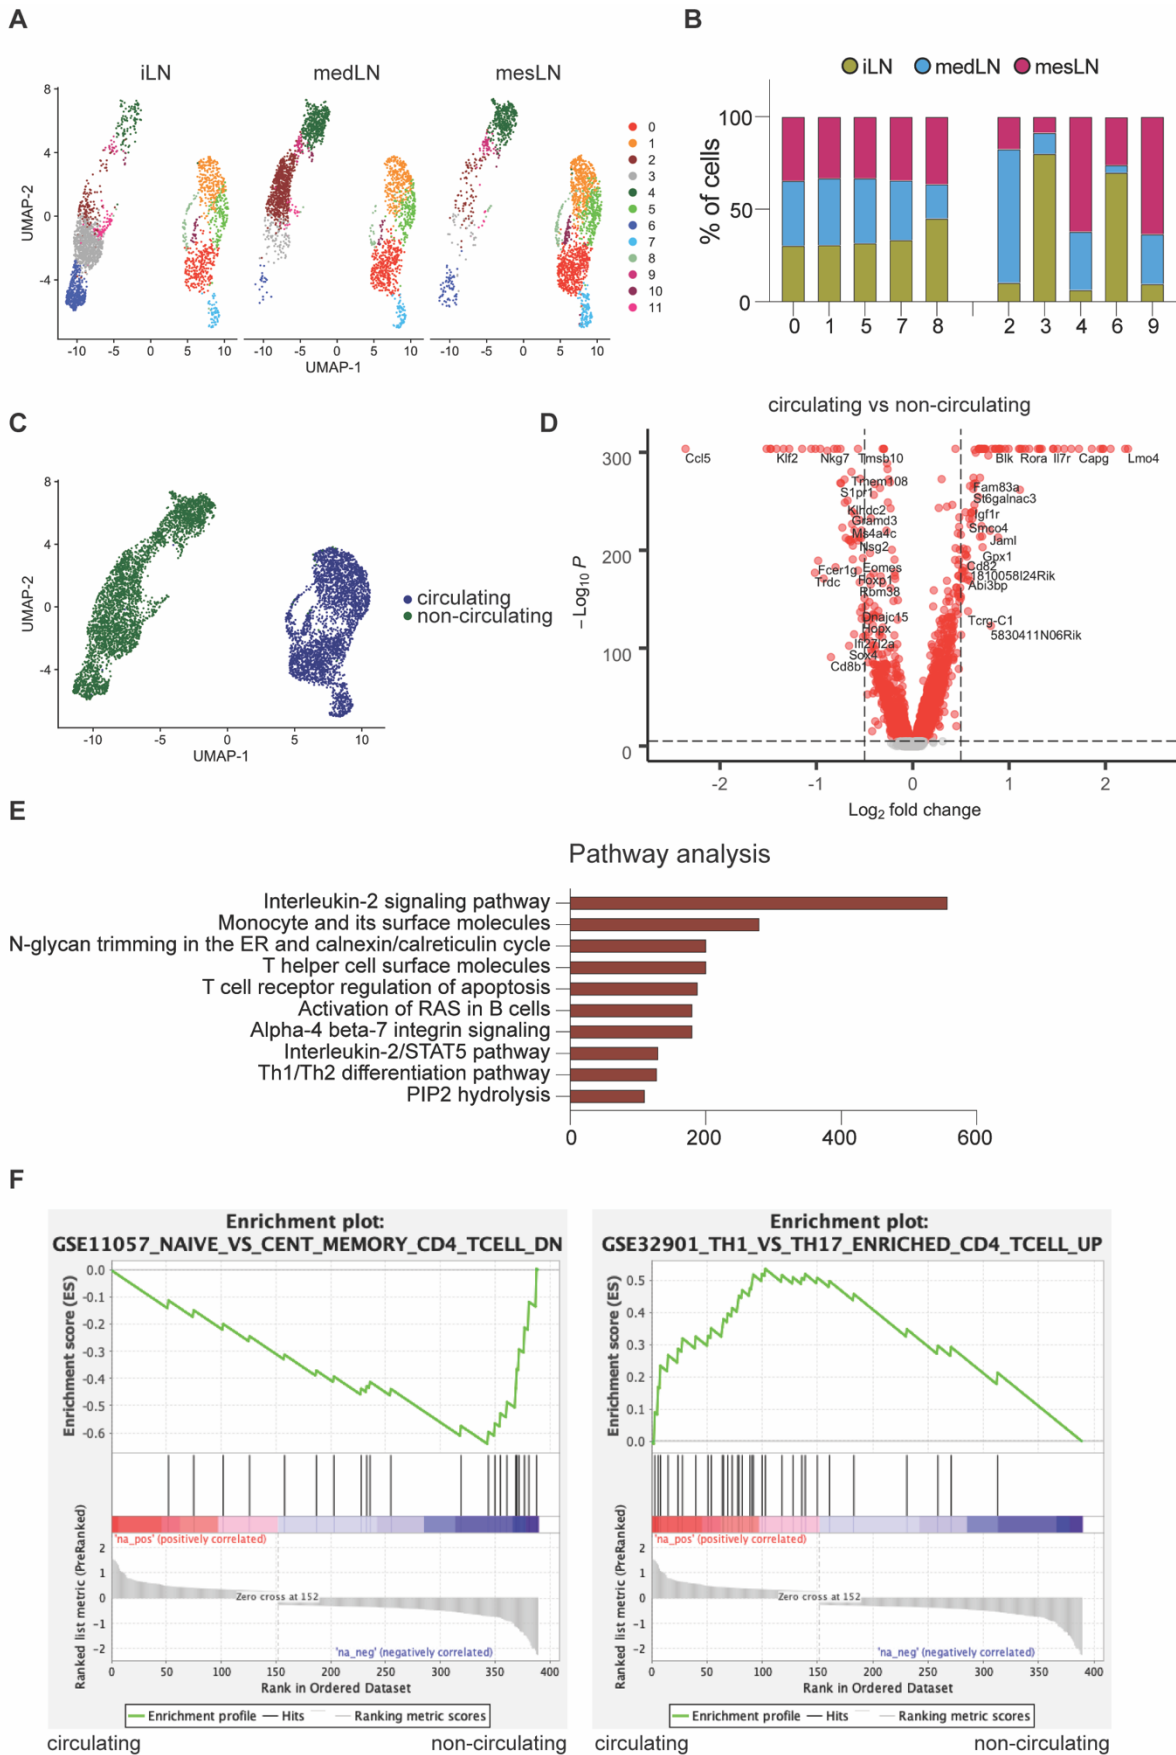 A
iLN
medLN
mesLN
8
4
0
-4
UMAP-2
-10
-5
0
5
10
-10
-5
0
5
10
-10
-5
0
5
10
UMAP-1
0
1
2
3
4
5
6
7
8
9
10
11
B
iLN
medLN
mesLN
100
50
0
% of cells
0
1
5
7
8
2
3
4
6
9
C
8
4
0
-4
UMAP-2
-10
-5
0
5
10
UMAP-1
circulating
non-circulating
D
circulating vs non-circulating
300
200
100
0
– Log10 P
Ccl5
Klf2
Nkg7
Tmsb10
Blk
Rora
Il7r
Capg
Lmo4
Tmem108
S1pr1
Klhdc2
Gramd3
Ms4a4c
Nsg2
Fam83a
St6galnac3
Igf1r
Smco4
Jaml
Gpx1
Cd82
1810058I24Rik
Abi3bp
Fcer1g
Eomes
Trdc
Foxp1
Rbm38
Dnajc15
Hopx
Ifi27l2a
Sox4
Cd8b1
Tcrg-C1
5830411N06Rik
-2
-1
0
1
2
Log2 fold change
E
Pathway analysis
Interleukin-2 signaling pathway
Monocyte and its surface molecules
N-glycan trimming in the ER and calnexin/calreticulin cycle
T helper cell surface molecules
T cell receptor regulation of apoptosis
Activation of RAS in B cells
Alpha-4 beta-7 integrin signaling
Interleukin-2/STAT5 pathway
Th1/Th2 differentiation pathway
PIP2 hydrolysis
0
200
400
600
F
Enrichment plot:
GSE11057_NAIVE_VS_CENT_MEMORY_CD4_TCELL_DN
0.0
-0.1
-0.2
-0.3
-0.4
-0.5
-0.6
Enrichment score (ES)
'na_pos' (positively correlated)
2
1
0
-1
-2
Ranked list metric (PreRanked)
Zero cross at 152
'na_neg' (negatively correlated)
0
50
100
150
200
250
300
350
400
Rank in Ordered Dataset
Enrichment profile
Hits
Ranking metric scores
circulating
non-circulating
Enrichment plot:
GSE32901_TH1_VS_TH17_ENRICHED_CD4_TCELL_UP
0.5
0.4
0.3
0.2
0.1
0.0
Enrichment score (ES)
'na_pos' (positively correlated)
2
1
0
-1
-2
Ranked list metric (PreRanked)
Zero cross at 152
'na_neg' (negatively correlated)
0
50
100
150
200
250
300
350
400
Rank in Ordered Dataset
Enrichment profile
Hits
Ranking metric scores
circulating
non-circulating